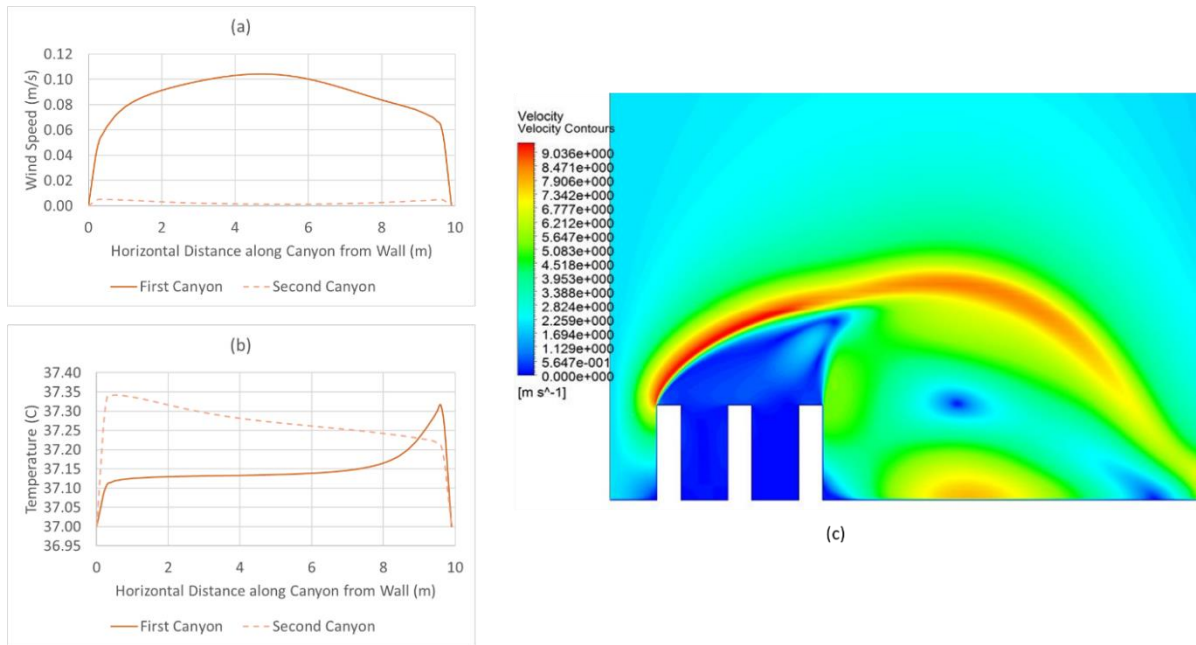 (a)
0.12
0.10
0.08
0.06
0.04
0.02
0.00
Wind Speed (m/s)
0 2 4 6 8 10
Horizontal Distance along Canyon from Wall (m)
First Canyon Second Canyon
(b)
37.40
37.35
37.30
37.25
37.20
37.15
37.10
37.05
37.00
36.95
Temperature (C)
0 2 4 6 8 10
Horizontal Distance along Canyon from Wall (m)
First Canyon Second Canyon
Velocity
Velocity Contours
9.036e+000
8.471e+000
7.906e+000
7.342e+000
6.777e+000
6.212e+000
5.647e+000
5.083e+000
4.518e+000
3.953e+000
3.388e+000
2.824e+000
2.259e+000
1.694e+000
1.129e+000
5.647e-001
0.000e+000
[m s^-1]
(c)